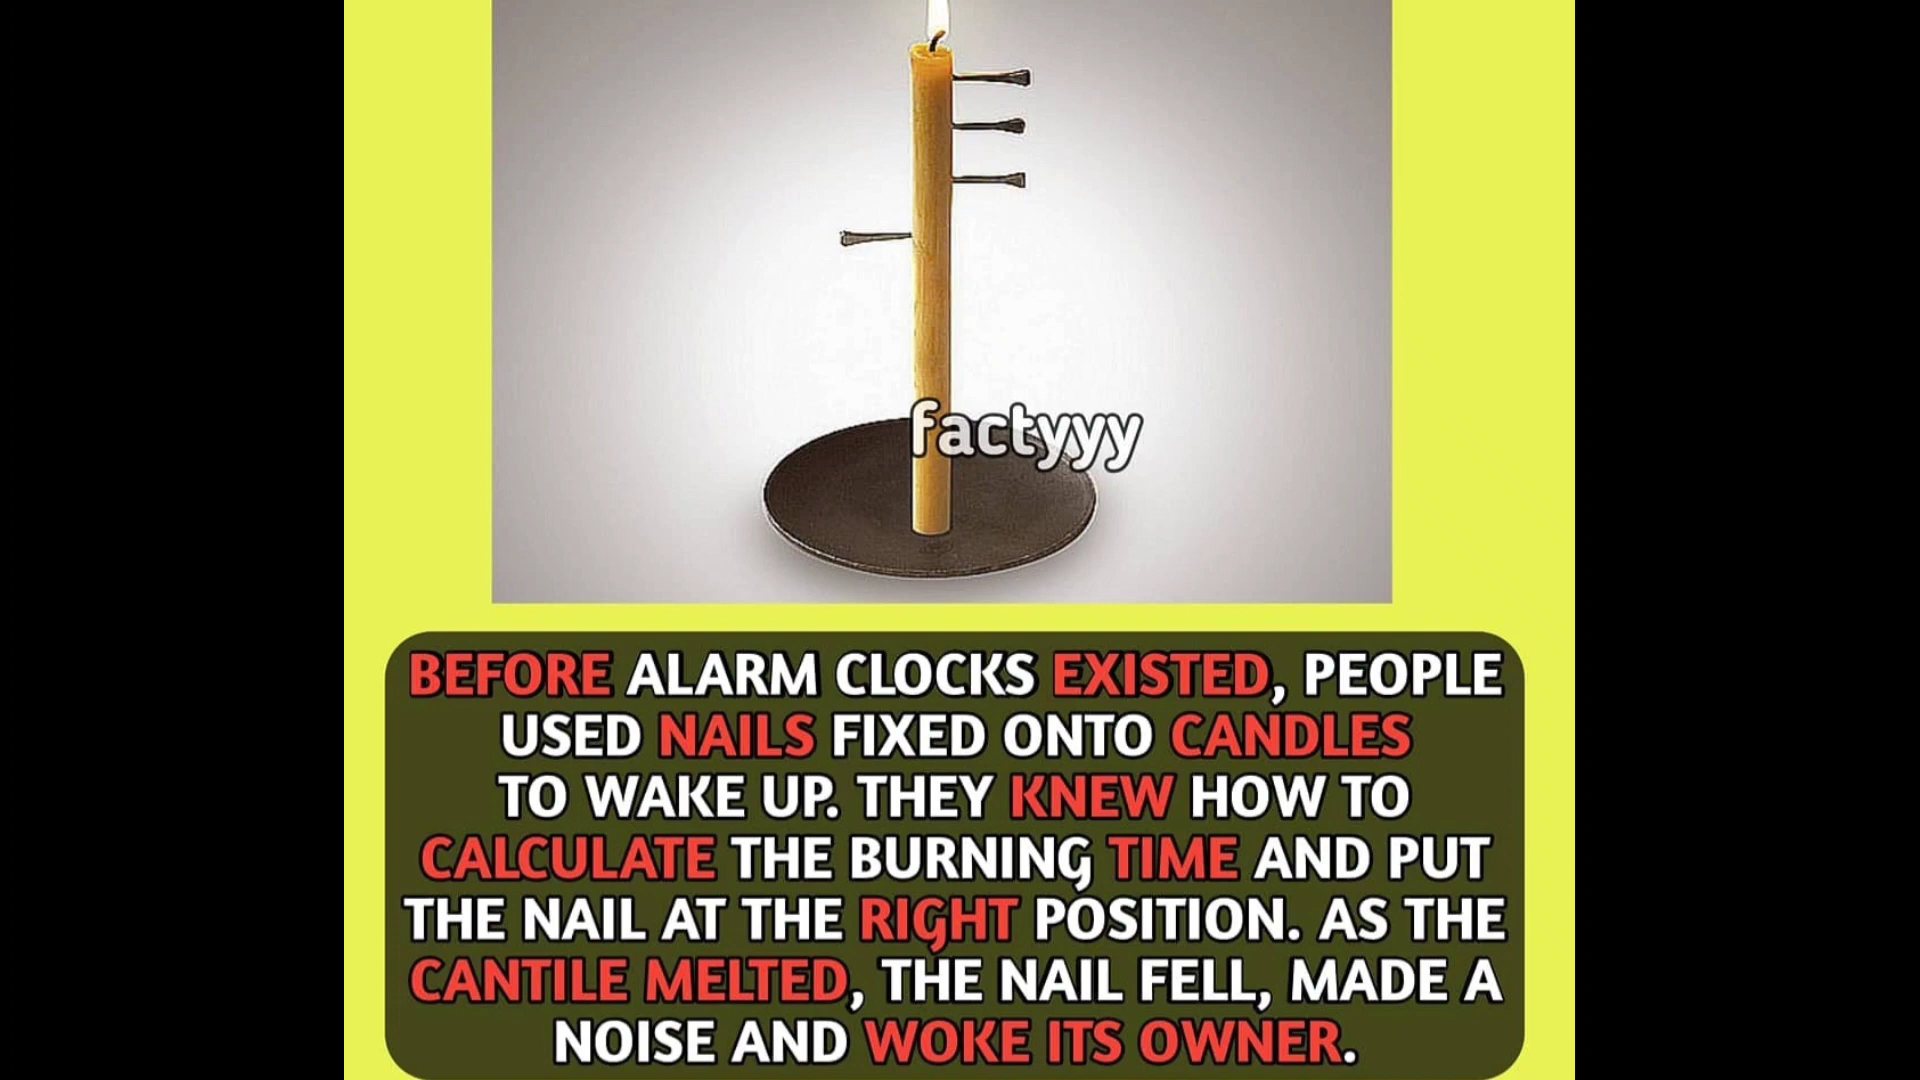 factyyy
BEFORE ALARM CLOCKS EXISTED, PEOPLE
USED NAILS FIXED ONTO CANDLES
TO WAKE UP. THEY KNEW HOW TO
CALCULATE THE BURNING TIME AND PUT
THE NAIL AT THE RIGHT POSITION. AS THE
CANTILE MELTED, THE NAIL FELL, MADE A
NOISE AND WOKE ITS OWNER.